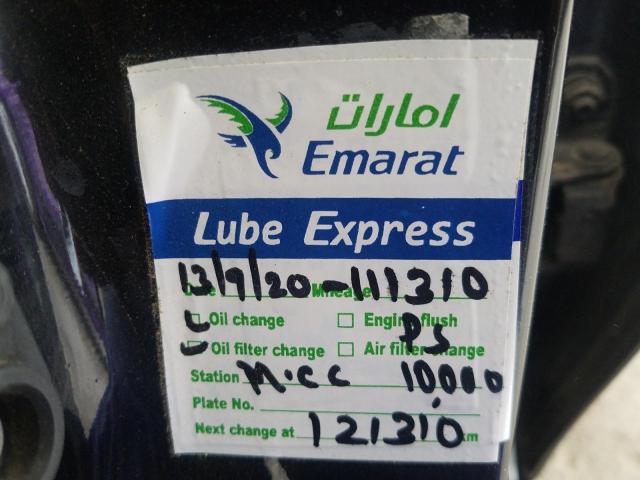 امارات
Emarat
Lube Express
Date 13/9/20 Mileage 111310
Oil change Engine flush
Oil filter change Air filter change PS
Station M.C.C 10,000
Plate No.
Next change at 121310 km